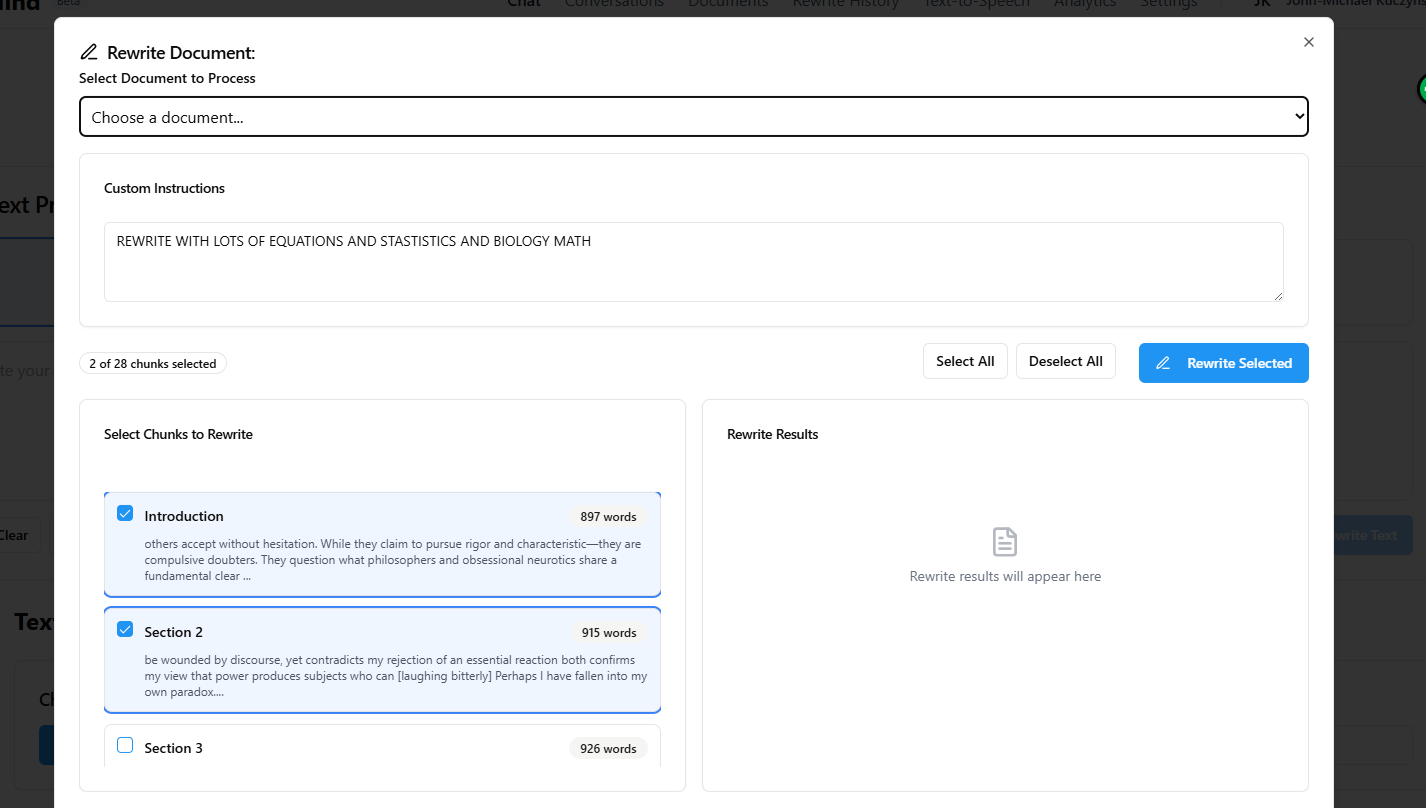 Beta
Chat Conversations Documents Rewrite History Text-to-Speech Analytics Settings JK John-Michael
Rewrite Document:
Select Document to Process
Choose a document...
Custom Instructions
REWRITE WITH LOTS OF EQUATIONS AND STASTISTICS AND BIOLOGY MATH
2 of 28 chunks selected
Select All
Deselect All
Rewrite Selected
Select Chunks to Rewrite
Introduction
897 words
others accept without hesitation. While they claim to pursue rigor and characteristic—they are
compulsive doubters. They question what philosophers and obsessional neurotics share a
fundamental clear ...
Section 2
915 words
be wounded by discourse, yet contradicts my rejection of an essential reaction both confirms
my view that power produces subjects who can [laughing bitterly] Perhaps I have fallen into my
own paradox....
Section 3
926 words
Rewrite Results
Rewrite results will appear here
te your
Clear
write Text